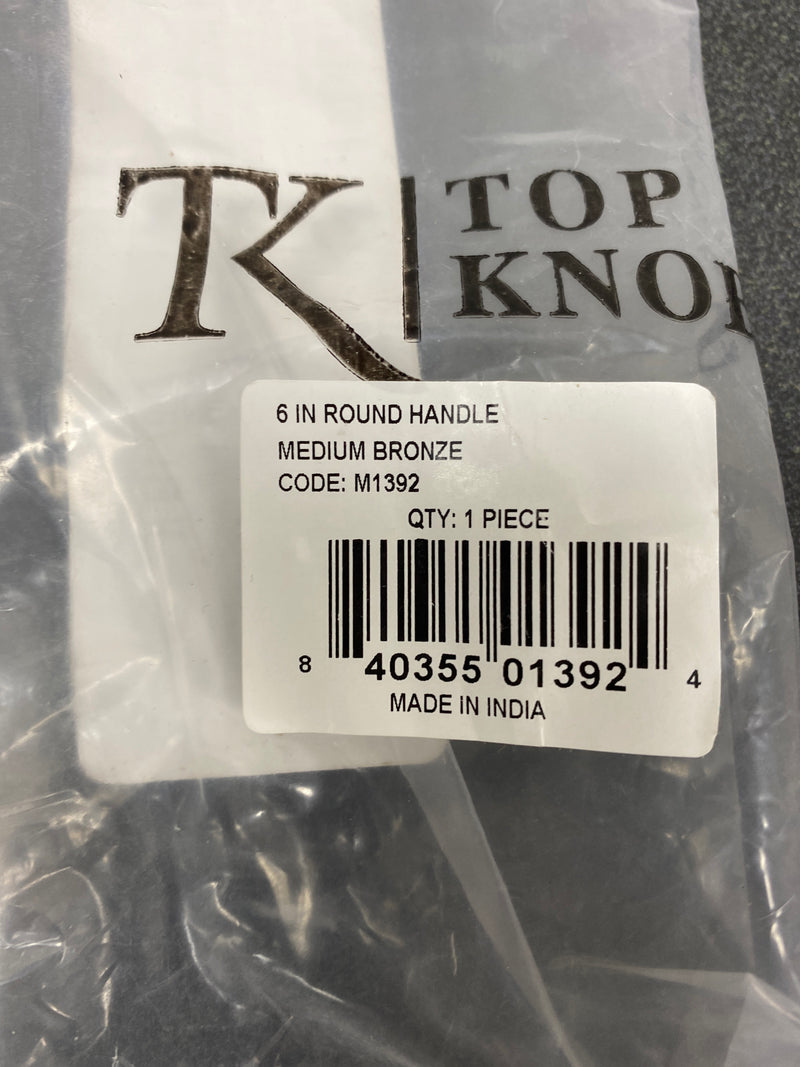 TK
TOP
KNOB
6 IN ROUND HANDLE
MEDIUM BRONZE
CODE: M1392
QTY: 1 PIECE
8 40355 01392 4
MADE IN INDIA